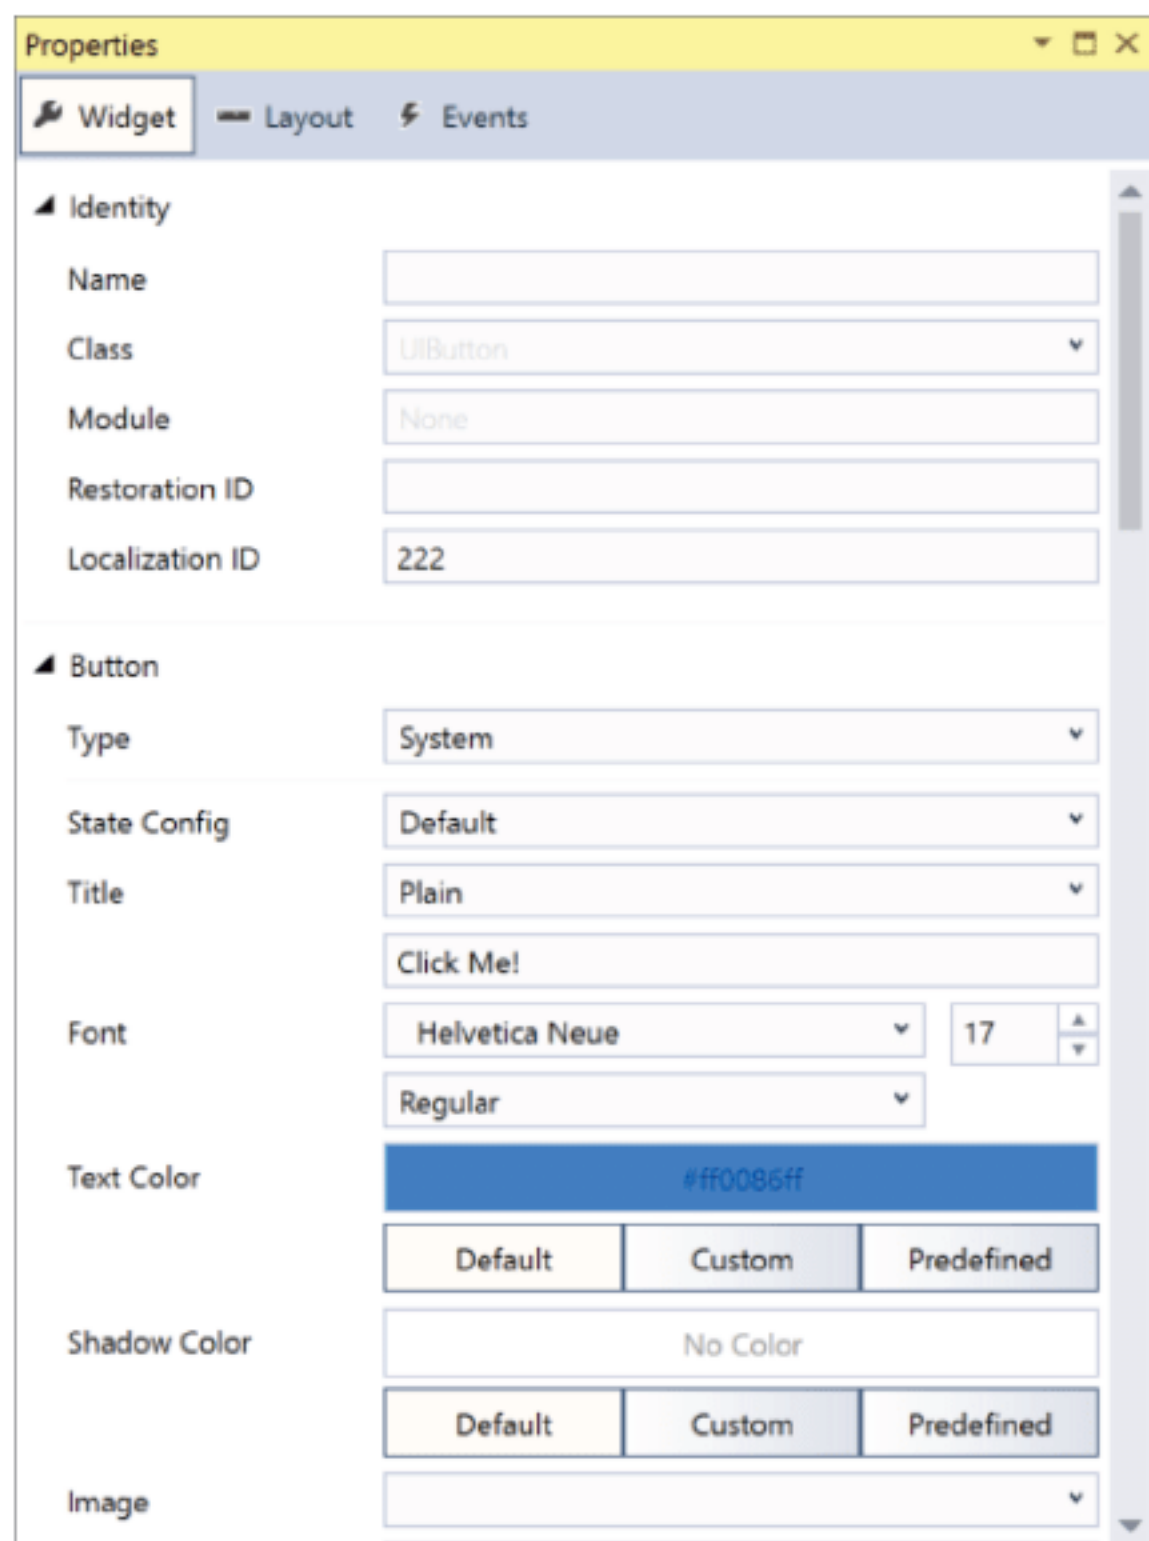 Properties
Widget Layout Events
Identity
Name
Class UIButton
Module None
Restoration ID
Localization ID 222
Button
Type System
State Config Default
Title Plain
Click Me!
Font Helvetica Neue 17
Regular
Text Color #ff0086ff
Default Custom Predefined
Shadow Color No Color
Default Custom Predefined
Image